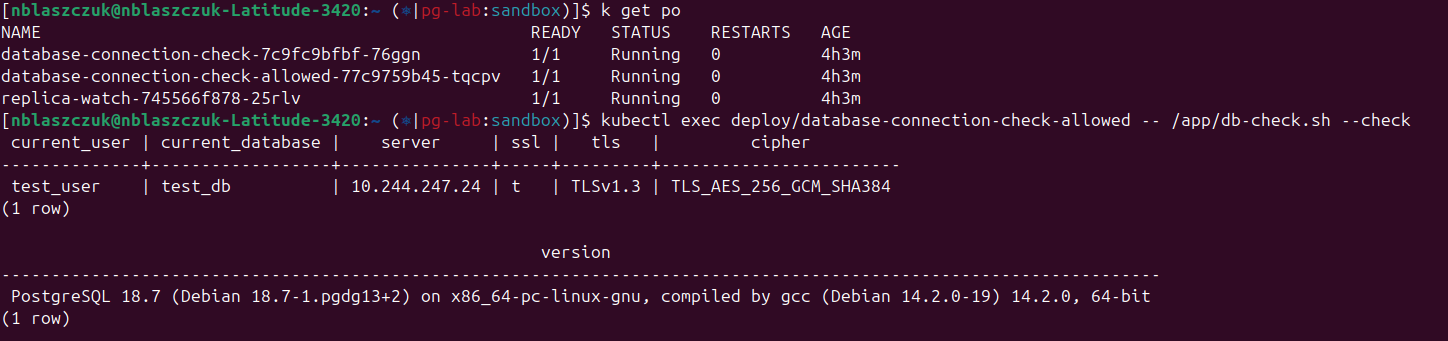 [nblaszczuk@nblaszczuk-Latitude-3420:~ (⎈|pg-lab:sandbox)]$ k get po
NAME                                                 READY   STATUS    RESTARTS   AGE
database-connection-check-7c9fc9bfbf-76ggn           1/1     Running   0          4h3m
database-connection-check-allowed-77c9759b45-tqcpv   1/1     Running   0          4h3m
replica-watch-745566f878-25rlv                       1/1     Running   0          4h3m
[nblaszczuk@nblaszczuk-Latitude-3420:~ (⎈|pg-lab:sandbox)]$ kubectl exec deploy/database-connection-check-allowed -- /app/db-check.sh --check
 current_user | current_database |    server     | ssl |   tls   |         cipher
--------------+------------------+---------------+-----+---------+------------------------
 test_user    | test_db          | 10.244.247.24 | t   | TLSv1.3 | TLS_AES_256_GCM_SHA384
(1 row)
                                                      version
--------------------------------------------------------------------------------------------------------------------
 PostgreSQL 18.7 (Debian 18.7-1.pgdg13+2) on x86_64-pc-linux-gnu, compiled by gcc (Debian 14.2.0-19) 14.2.0, 64-bit
(1 row)